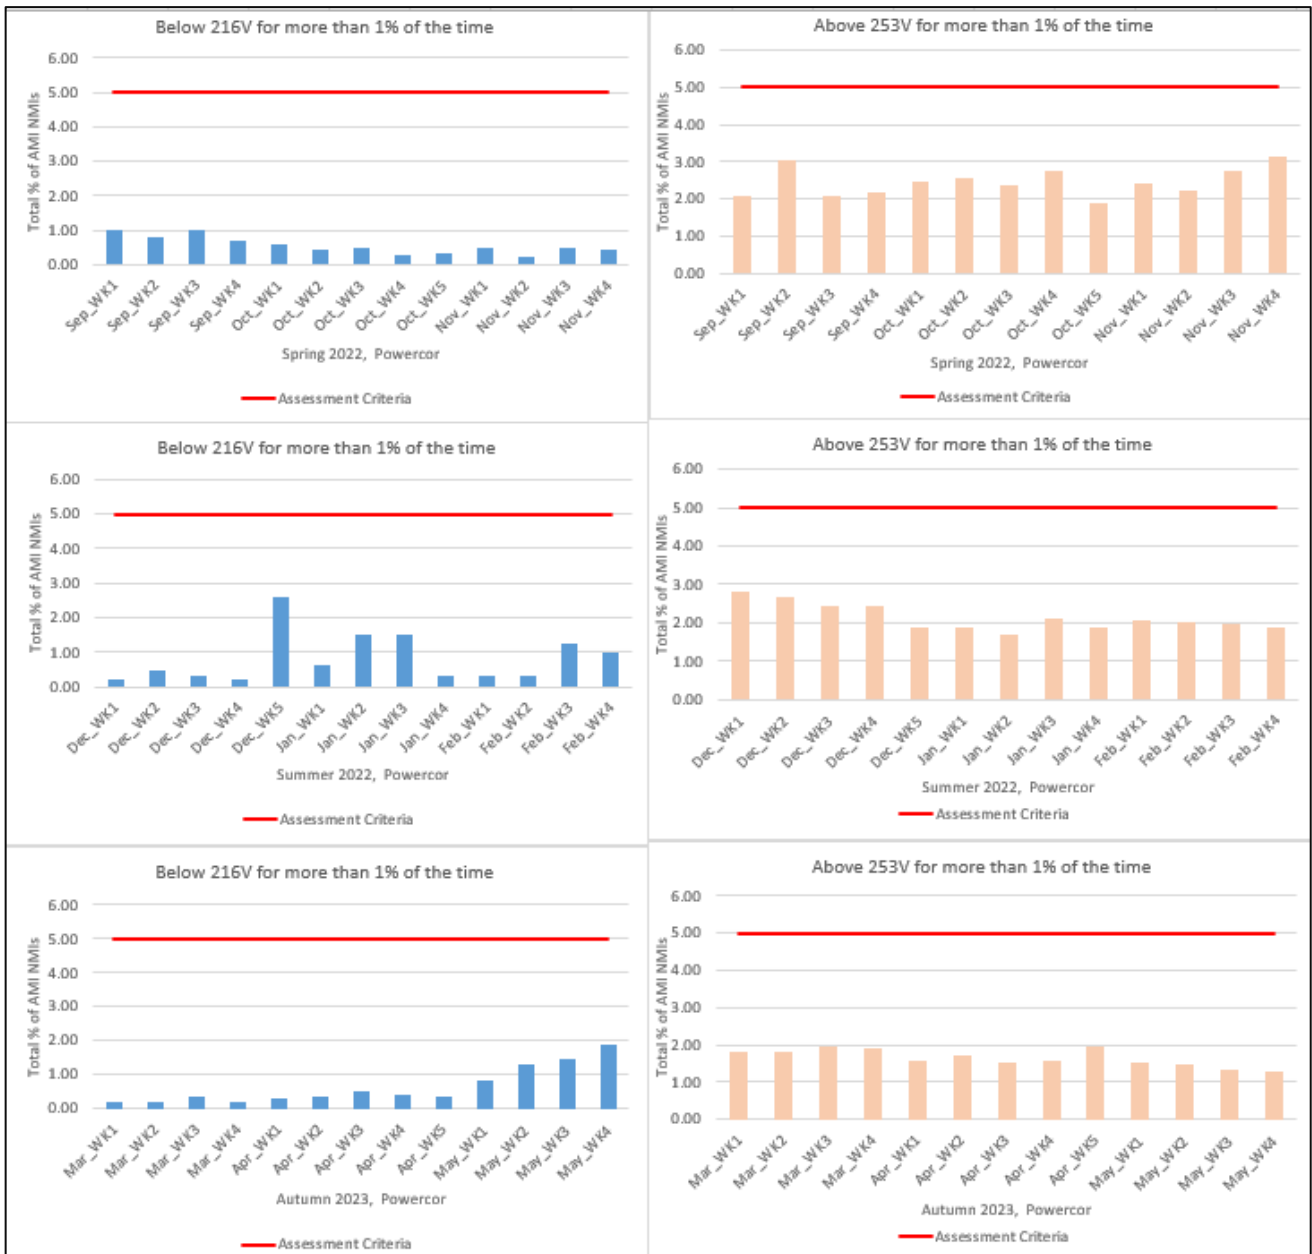 Below 216V for more than 1% of the time
6.00
5.00
4.00
3.00
2.00
1.00
0.00
Total % of AMI NMIs
Sep_WK1
Sep_WK2
Sep_WK3
Sep_WK4
Oct_WK1
Oct_WK2
Oct_WK3
Oct_WK4
Oct_WK5
Nov_WK1
Nov_WK2
Nov_WK3
Nov_WK4
Spring 2022, Powercor
Assessment Criteria
Above 253V for more than 1% of the time
6.00
5.00
4.00
3.00
2.00
1.00
0.00
Total % of AMI NMIs
Sep_WK1
Sep_WK2
Sep_WK3
Sep_WK4
Oct_WK1
Oct_WK2
Oct_WK3
Oct_WK4
Oct_WK5
Nov_WK1
Nov_WK2
Nov_WK3
Nov_WK4
Spring 2022, Powercor
Assessment Criteria
Below 216V for more than 1% of the time
6.00
5.00
4.00
3.00
2.00
1.00
0.00
Total % of AMI NMIs
Dec_WK1
Dec_WK2
Dec_WK3
Dec_WK4
Dec_WK5
Jan_WK1
Jan_WK2
Jan_WK3
Jan_WK4
Feb_WK1
Feb_WK2
Feb_WK3
Feb_WK4
Summer 2022, Powercor
Assessment Criteria
Above 253V for more than 1% of the time
6.00
5.00
4.00
3.00
2.00
1.00
0.00
Total % of AMI NMIs
Dec_WK1
Dec_WK2
Dec_WK3
Dec_WK4
Dec_WK5
Jan_WK1
Jan_WK2
Jan_WK3
Jan_WK4
Feb_WK1
Feb_WK2
Feb_WK3
Feb_WK4
Summer 2022, Powercor
Assessment Criteria
Below 216V for more than 1% of the time
6.00
5.00
4.00
3.00
2.00
1.00
0.00
Total % of AMI NMIs
Mar_WK1
Mar_WK2
Mar_WK3
Mar_WK4
Apr_WK1
Apr_WK2
Apr_WK3
Apr_WK4
Apr_WK5
May_WK1
May_WK2
May_WK3
May_WK4
Autumn 2023, Powercor
Assessment Criteria
Above 253V for more than 1% of the time
6.00
5.00
4.00
3.00
2.00
1.00
0.00
Total % of AMI NMIs
Mar_WK1
Mar_WK2
Mar_WK3
Mar_WK4
Apr_WK1
Apr_WK2
Apr_WK3
Apr_WK4
Apr_WK5
May_WK1
May_WK2
May_WK3
May_WK4
Autumn 2023, Powercor
Assessment Criteria